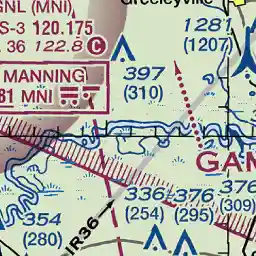 Greeleyville
GNL (MNI)
S-3 120.175
36 122.8 C
1281
(1207)
MANNING
81 MNI
397
(310)
GAM
336
(254)
376
(295)
376
(309)
354
(280)
IR36